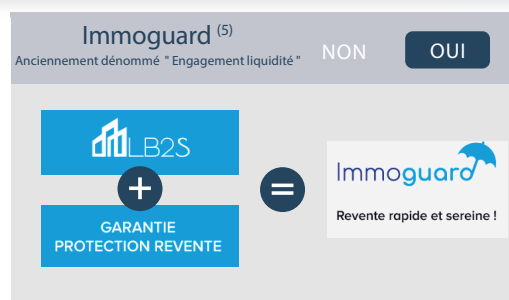 Immoguard (5)
Anciennement dénommé " Engagement liquidité "
NON
OUI
LB2S
+
GARANTIE
PROTECTION REVENTE
=
Immoguard
Revente rapide et sereine !